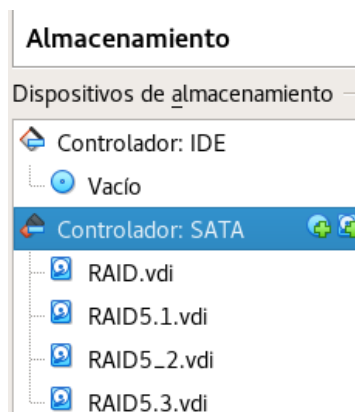 Almacenamiento
Dispositivos de almacenamiento
Controlador: IDE
Vacío
Controlador: SATA
RAID.vdi
RAID5.1.vdi
RAID5_2.vdi
RAID5.3.vdi